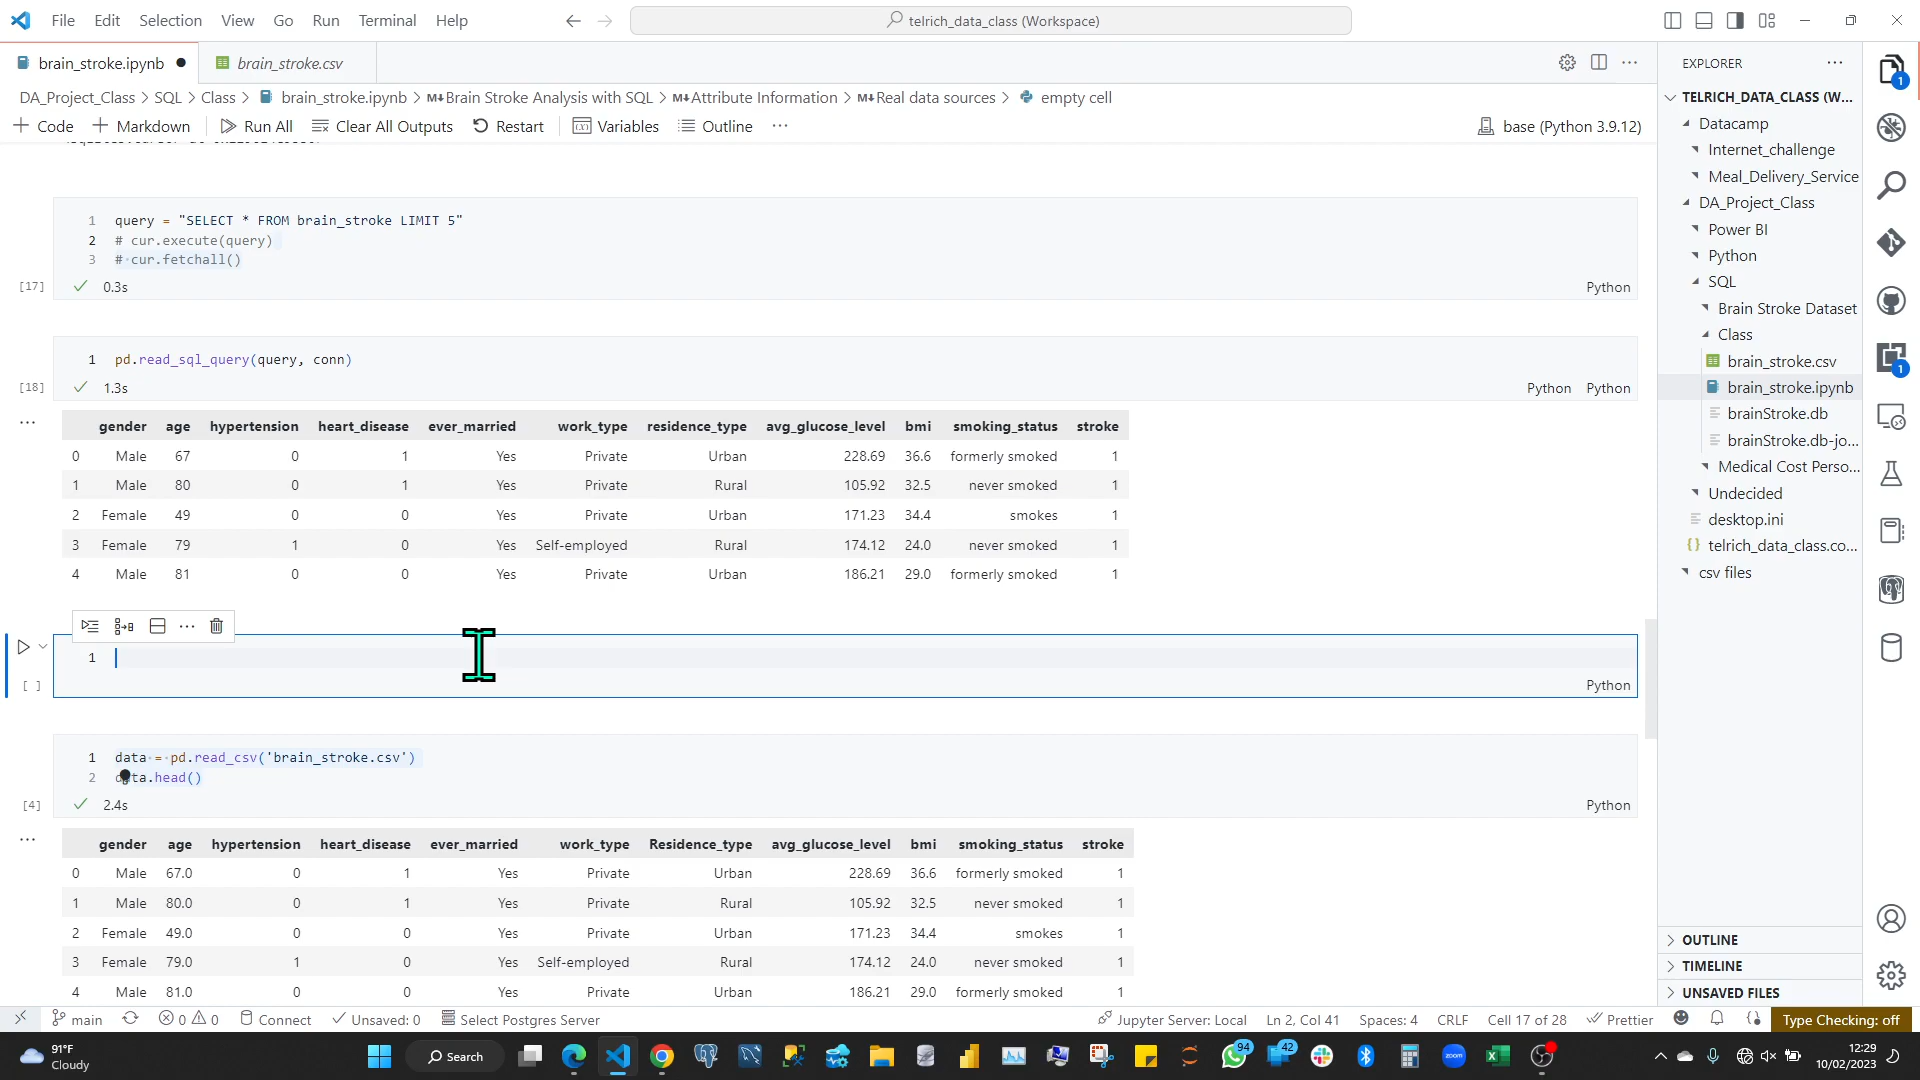 File Edit Selection View Go Run Terminal Help
telrich_data_class (Workspace)
brain_stroke.ipynb
brain_stroke.csv
DA_Project_Class > SQL > Class > brain_stroke.ipynb > M↓Brain Stroke Analysis with SQL > M↓Attribute Information > M↓Real data sources > empty cell
+ Code + Markdown Run All Clear All Outputs Restart Variables Outline ...
base (Python 3.9.12)
1 query = "SELECT * FROM brain_stroke LIMIT 5"
2 # cur.execute(query)
3 # cur.fetchall()
[17] 0.3s Python
1 pd.read_sql_query(query, conn)
[18] 1.3s Python Python
gender age hypertension heart_disease ever_married work_type residence_type avg_glucose_level bmi smoking_status stroke
0 Male 67 0 1 Yes Private Urban 228.69 36.6 formerly smoked 1
1 Male 80 0 1 Yes Private Rural 105.92 32.5 never smoked 1
2 Female 49 0 0 Yes Private Urban 171.23 34.4 smokes 1
3 Female 79 1 0 Yes Self-employed Rural 174.12 24.0 never smoked 1
4 Male 81 0 0 Yes Private Urban 186.21 29.0 formerly smoked 1
1
[ ] Python
1 data = pd.read_csv('brain_stroke.csv')
2 data.head()
[4] 2.4s Python
gender age hypertension heart_disease ever_married work_type Residence_type avg_glucose_level bmi smoking_status stroke
0 Male 67.0 0 1 Yes Private Urban 228.69 36.6 formerly smoked 1
1 Male 80.0 0 1 Yes Private Rural 105.92 32.5 never smoked 1
2 Female 49.0 0 0 Yes Private Urban 171.23 34.4 smokes 1
3 Female 79.0 1 0 Yes Self-employed Rural 174.12 24.0 never smoked 1
4 Male 81.0 0 0 Yes Private Urban 186.21 29.0 formerly smoked 1
EXPLORER
TELRICH_DATA_CLASS (W...
Datacamp
Internet_challenge
Meal_Delivery_Service
DA_Project_Class
Power BI
Python
SQL
Brain Stroke Dataset
Class
brain_stroke.csv
brain_stroke.ipynb
brainStroke.db
brainStroke.db-jo...
Medical Cost Perso...
Undecided
desktop.ini
{} telrich_data_class.co...
csv files
OUTLINE
TIMELINE
UNSAVED FILES
1
1
main 0 0 Connect Unsaved: 0 Select Postgres Server
Jupyter Server: Local Ln 2, Col 41 Spaces: 4 CRLF Cell 17 of 28 Prettier Type Checking: off
91°F
Cloudy
Search
94
42
zoom
12:29
10/02/2023